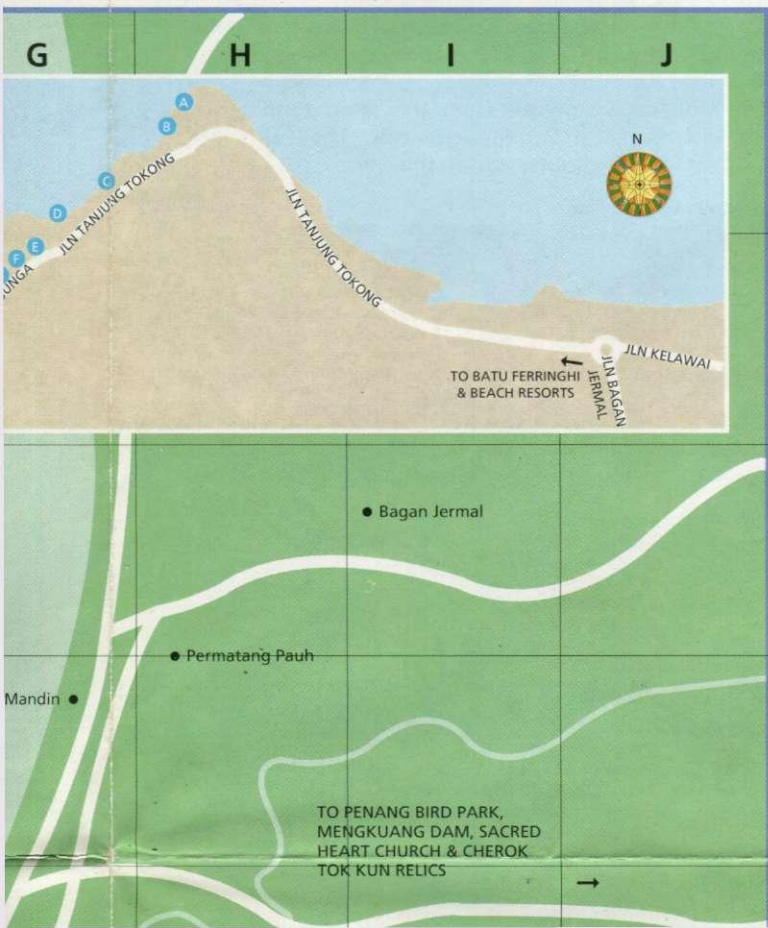 G H I J
N
A
B
C
D
E
F
JLN TANJUNG TOKONG
JLN TANJUNG TOKONG
JLN KELAWAI
JLN BAGAN
JERMAL
TO BATU FERRINGHI
& BEACH RESORTS
Bagan Jermal
Permatang Pauh
Mandin
TO PENANG BIRD PARK,
MENGKUANG DAM, SACRED
HEART CHURCH & CHEROK
TOK KUN RELICS